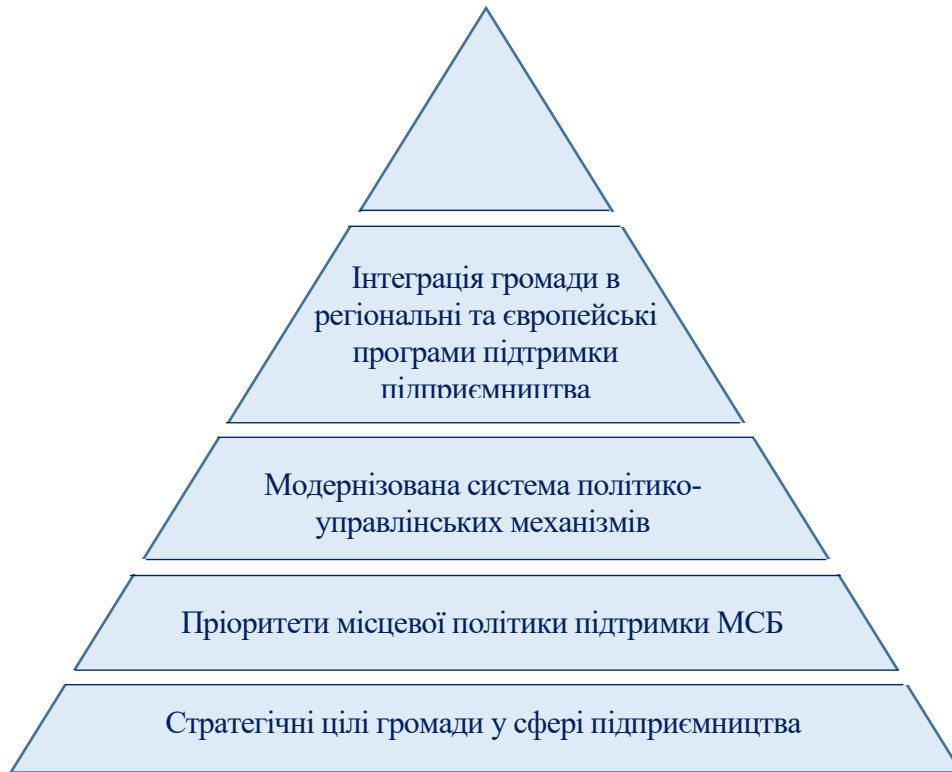 Інтеграція громади в
регіональні та європейські
програми підтримки
підприємництва
Модернізована система політико-
управлінських механізмів
Пріоритети місцевої політики підтримки МСБ
Стратегічні цілі громади у сфері підприємництва